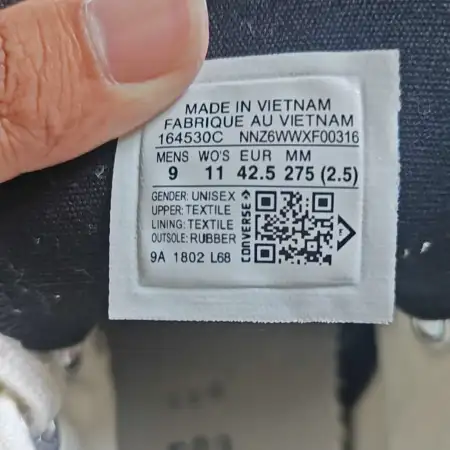 MADE IN VIETNAM
FABRIQUE AU VIETNAM
164530C NNZ6WWXF00316
MENS WO'S EUR MM
9 11 42.5 275 (2.5)
GENDER: UNISEX
UPPER: TEXTILE
LINING: TEXTILE
OUTSOLE: RUBBER
9A 1802 L68
CONVERSE